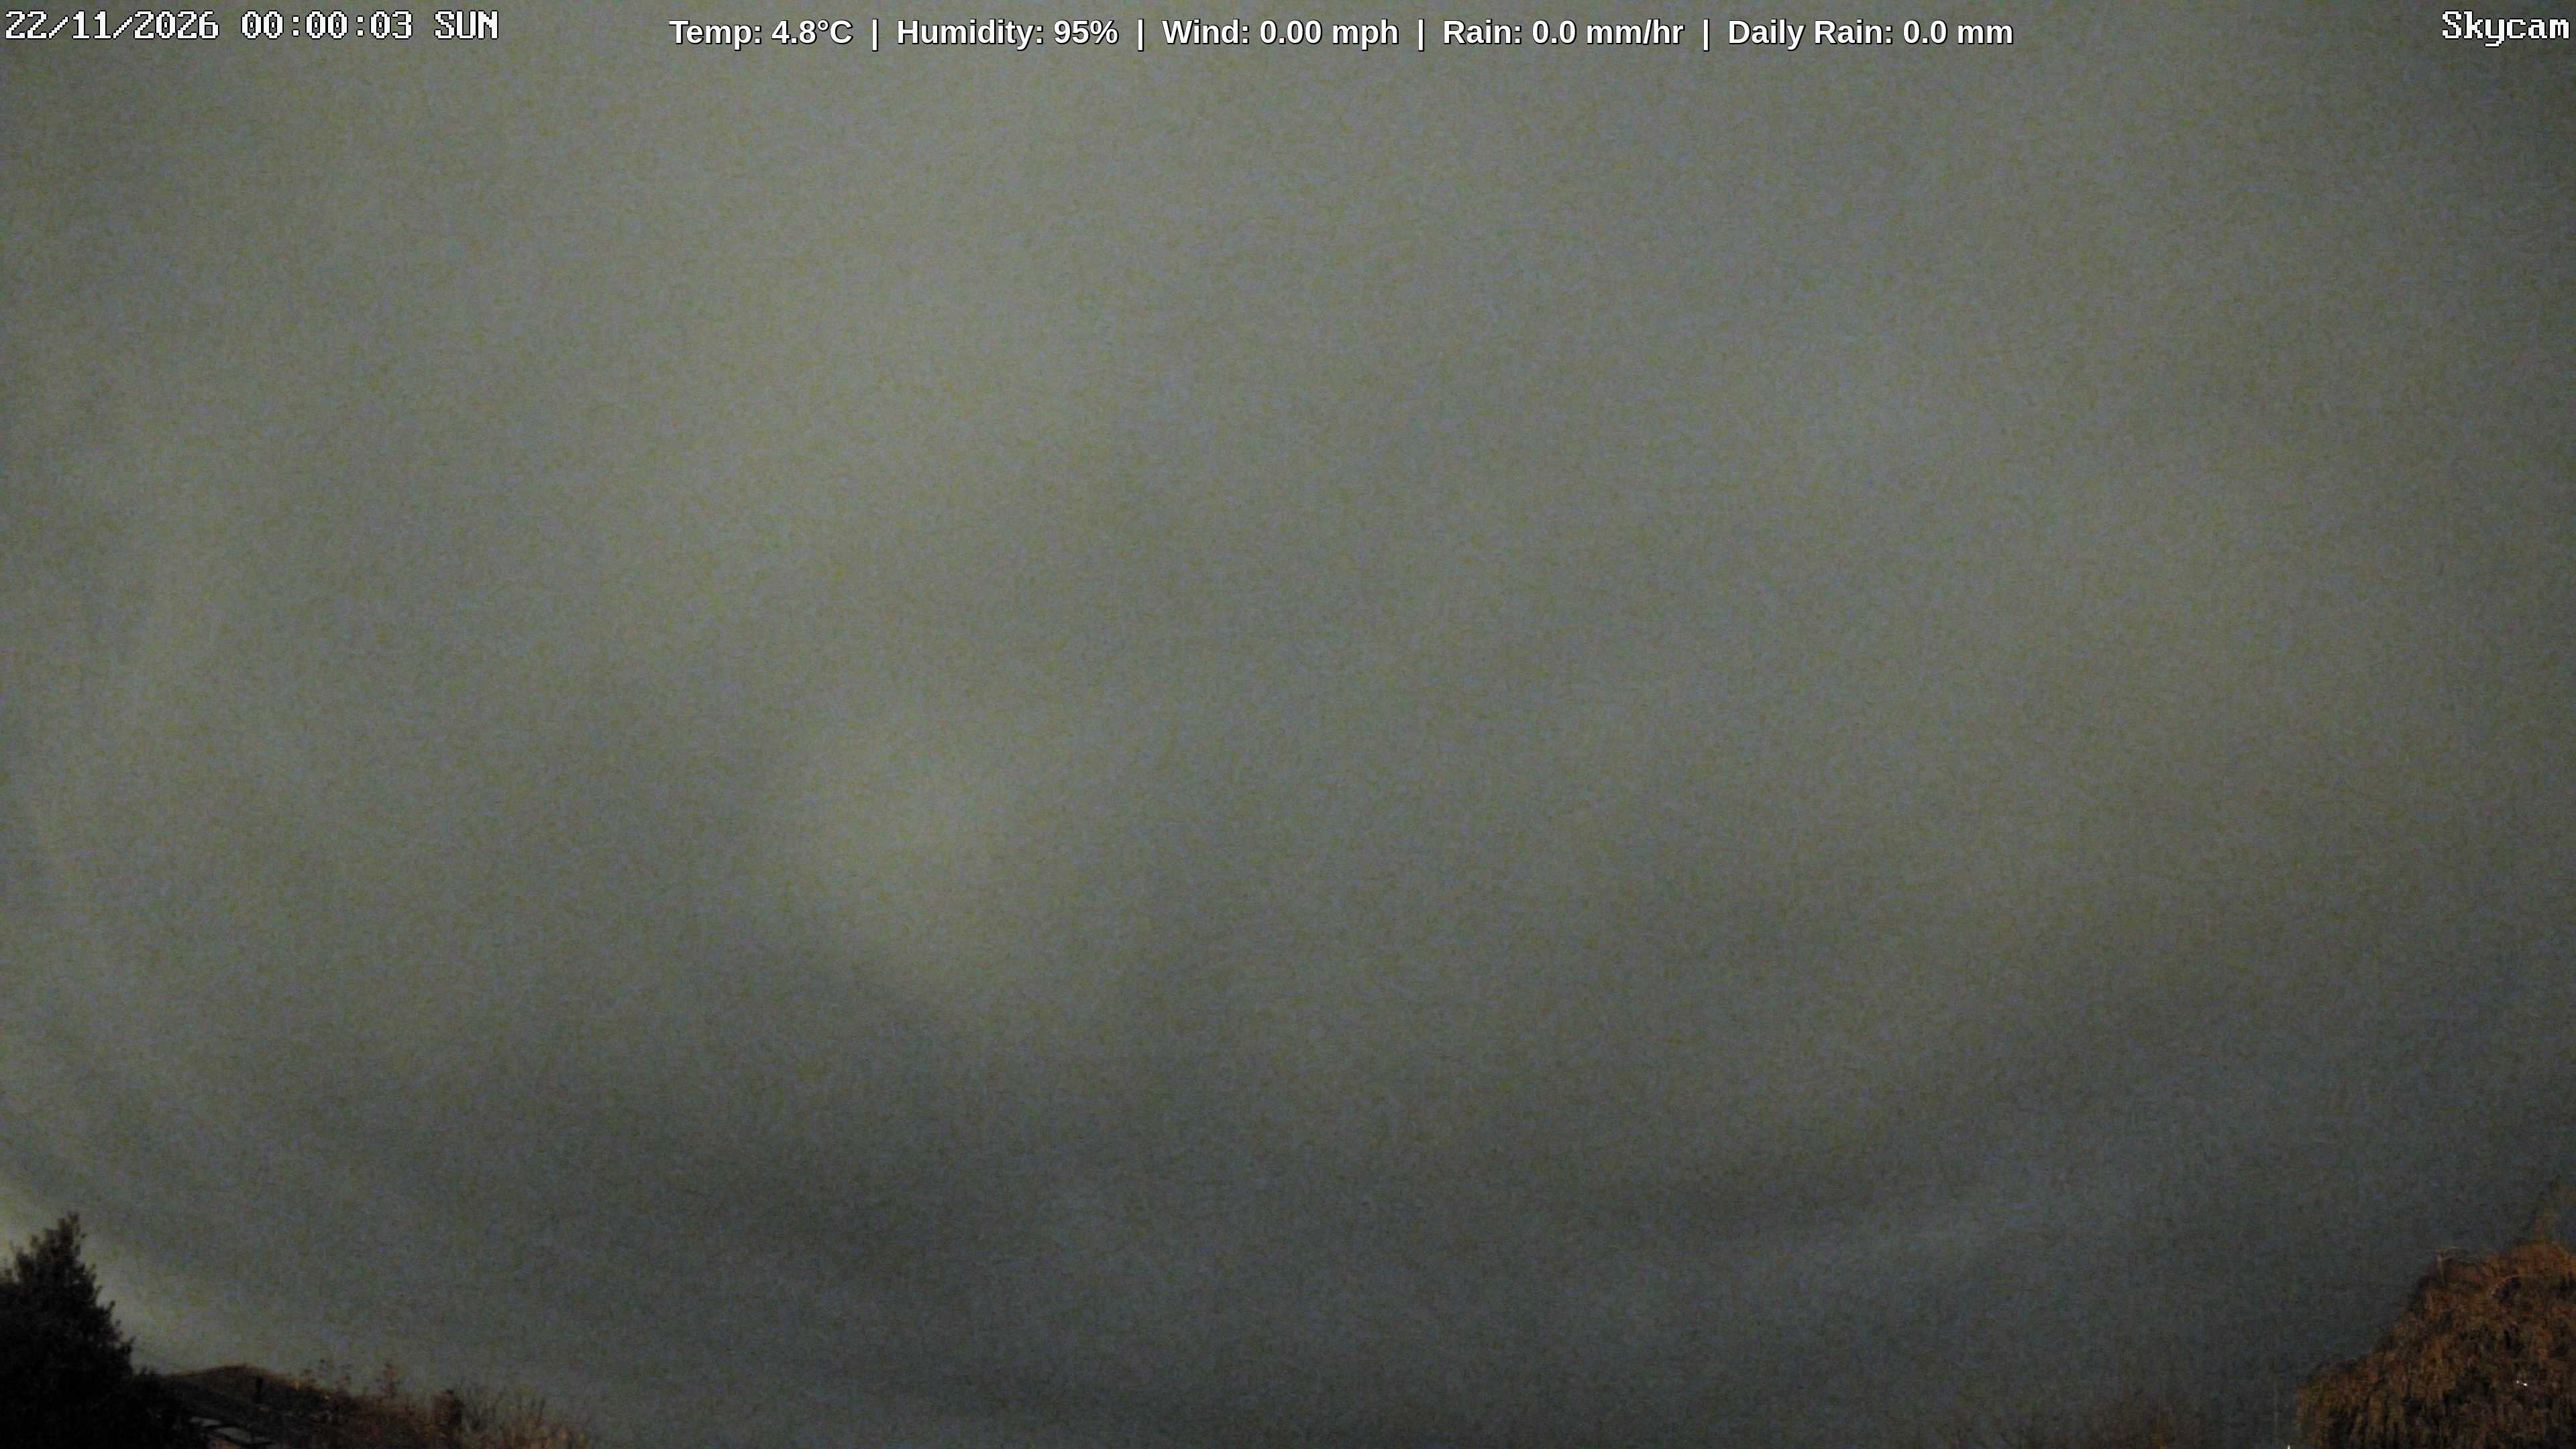 22/11/2026 00:00:03 SUN
Temp: 4.8°C | Humidity: 95% | Wind: 0.00 mph | Rain: 0.0 mm/hr | Daily Rain: 0.0 mm
Skycam